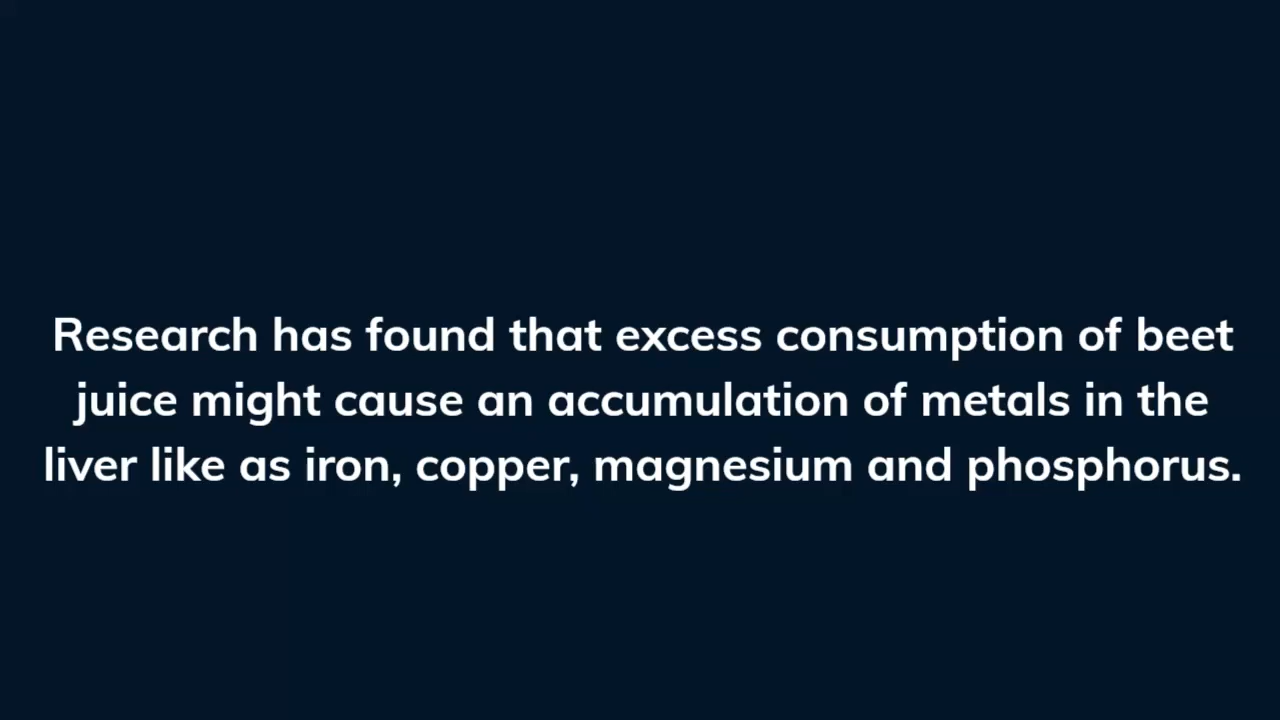 Research has found that excess consumption of beet
juice might cause an accumulation of metals in the
liver like as iron, copper, magnesium and phosphorus.